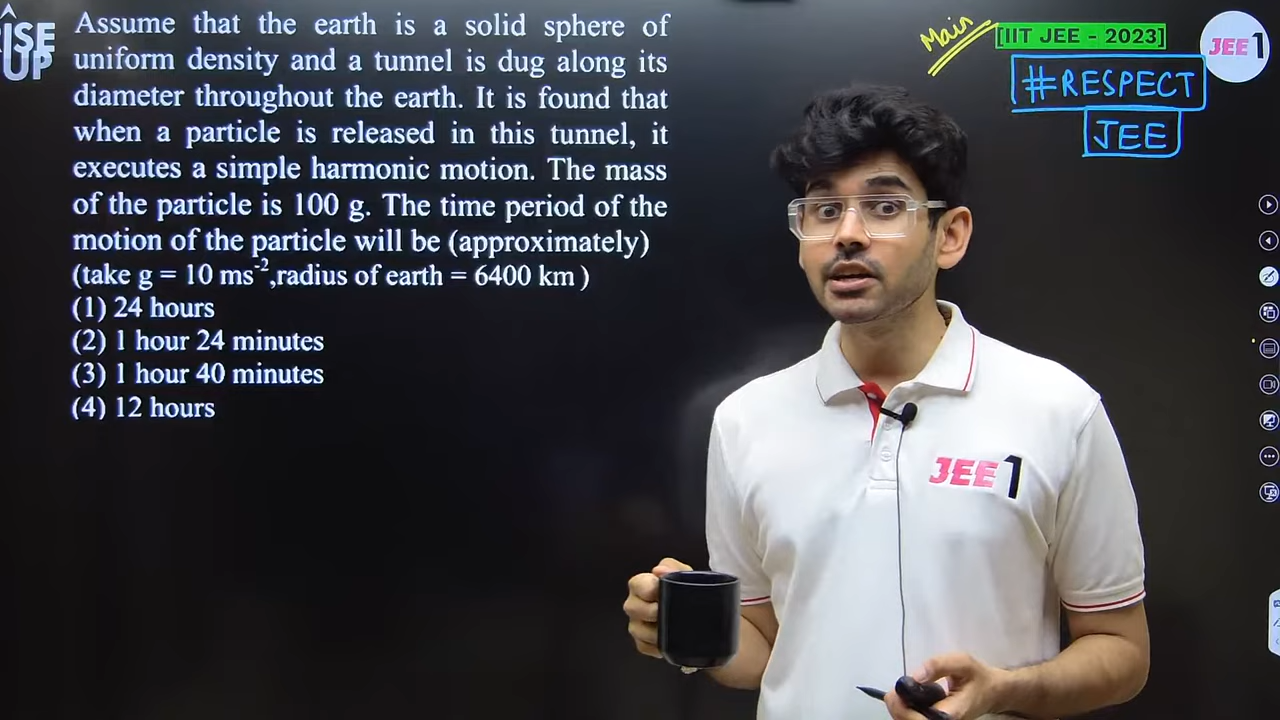 RISE
UP
Assume that the earth is a solid sphere of
uniform density and a tunnel is dug along its
diameter throughout the earth. It is found that
when a particle is released in this tunnel, it
executes a simple harmonic motion. The mass
of the particle is 100 g. The time period of the
motion of the particle will be (approximately)
(take g = 10 ms⁻²,radius of earth = 6400 km )
(1) 24 hours
(2) 1 hour 24 minutes
(3) 1 hour 40 minutes
(4) 12 hours
Main
[IIT JEE - 2023]
JEE 1
#RESPECT
JEE
JEE 1